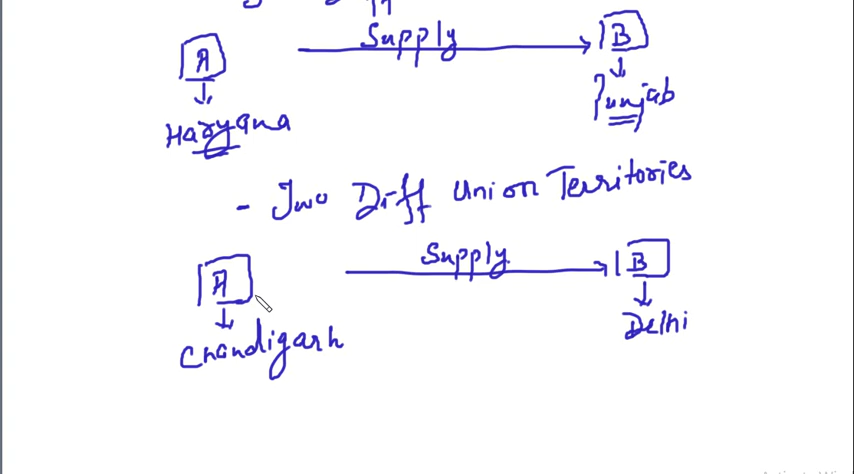 Supply
A
B
Haryana
Punjab
- Two Diff Union Territories
Supply
A
B
Chandigarh
Delhi